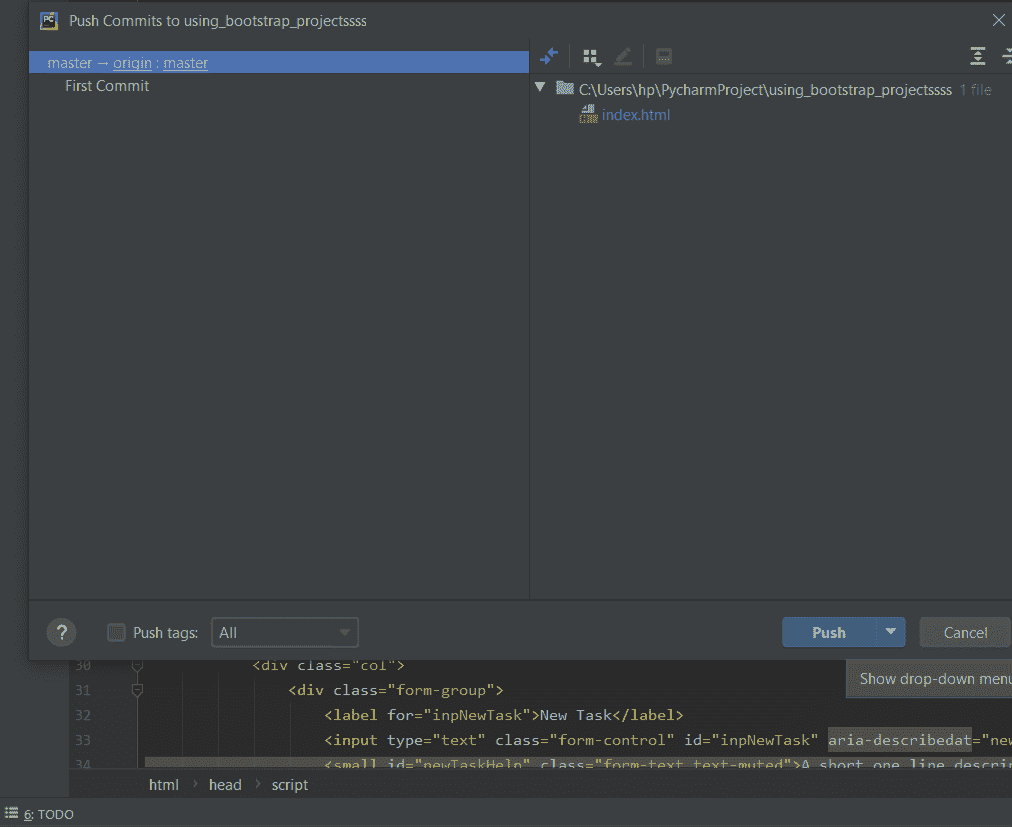 PC Push Commits to using_bootstrap_projectssss
master → origin : master
First Commit
C:\Users\hp\PycharmProject\using_bootstrap_projectssss 1 file
index.html
? Push tags: All Push Cancel
Show drop-down menu
30 <div class="col">
31 <div class="form-group">
32 <label for="inpNewTask">New Task</label>
33 <input type="text" class="form-control" id="inpNewTask" aria-describedat="new
34 <small id="newTaskHelp" class="form-text text-muted">A short one line descri
html › head › script
6: TODO